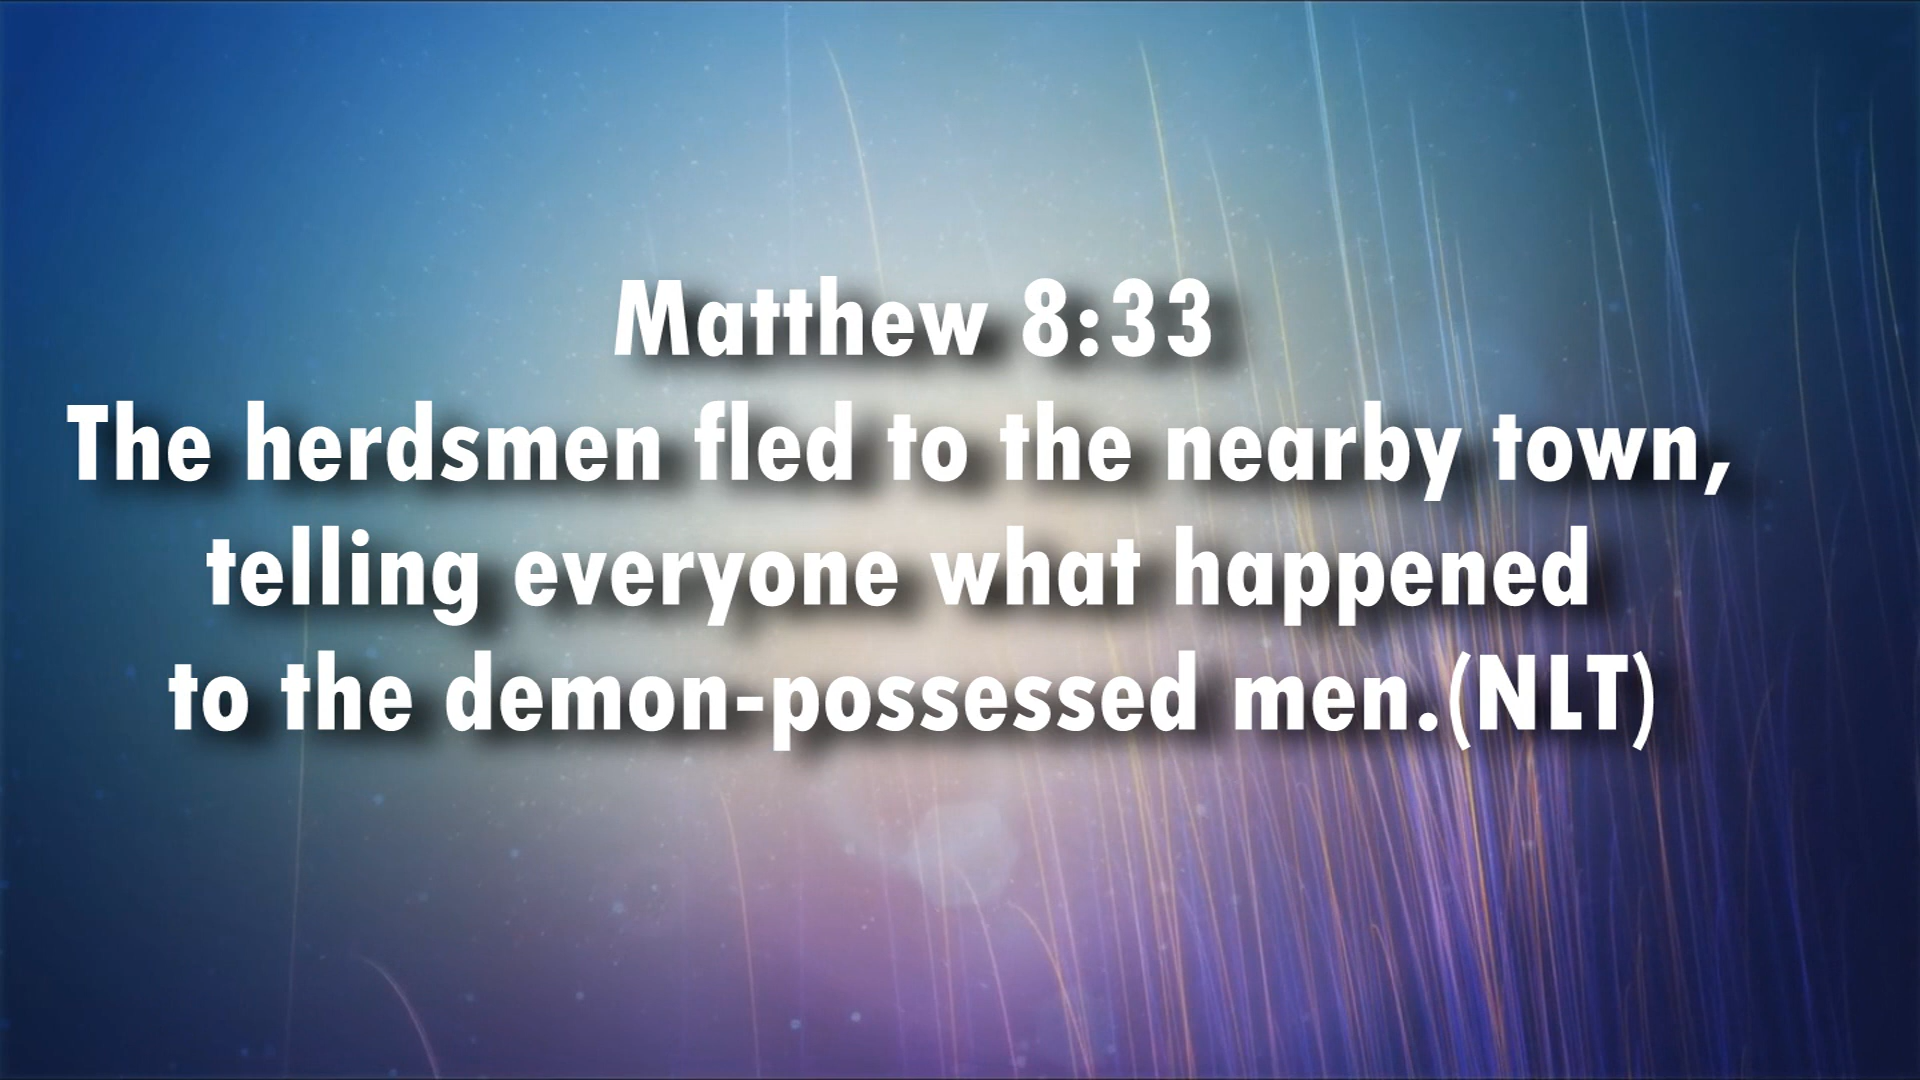 Matthew 8:33
The herdsmen fled to the nearby town,
telling everyone what happened
to the demon-possessed men.(NLT)